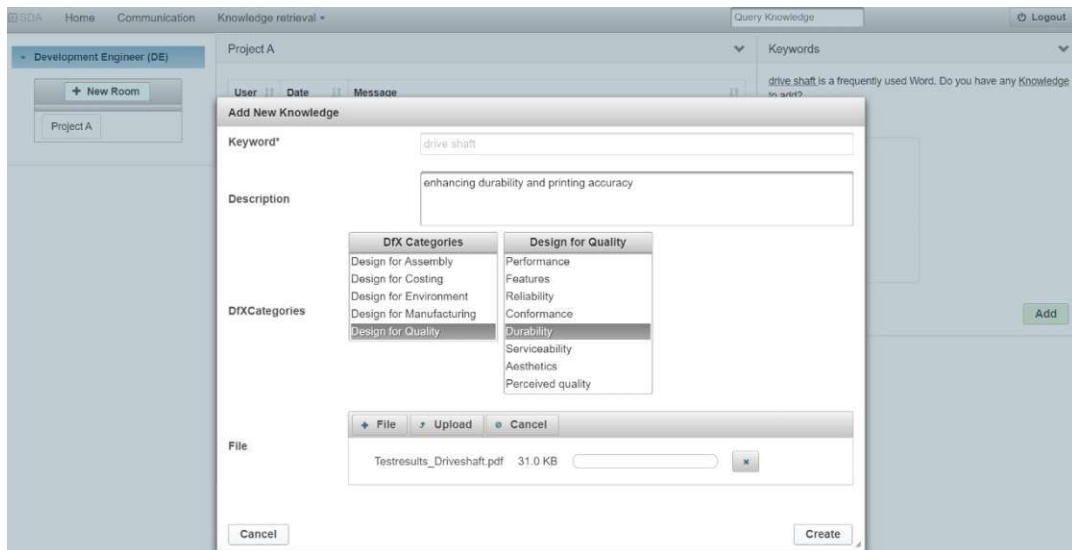 SDA Home Communication Knowledge retrieval Query Knowledge Logout
Development Engineer (DE)
+ New Room
Project A
Project A
User Date Message
Keywords
drive shaft is a frequently used Word. Do you have any Knowledge
to add?
Add
Add New Knowledge
Keyword*
drive shaft
Description
enhancing durability and printing accuracy
DfXCategories
DfX Categories
Design for Assembly
Design for Costing
Design for Environment
Design for Manufacturing
Design for Quality
Design for Quality
Performance
Features
Reliability
Conformance
Durability
Serviceability
Aesthetics
Perceived quality
File
+ File Upload Cancel
Testresults_Driveshaft.pdf 31.0 KB
Cancel Create